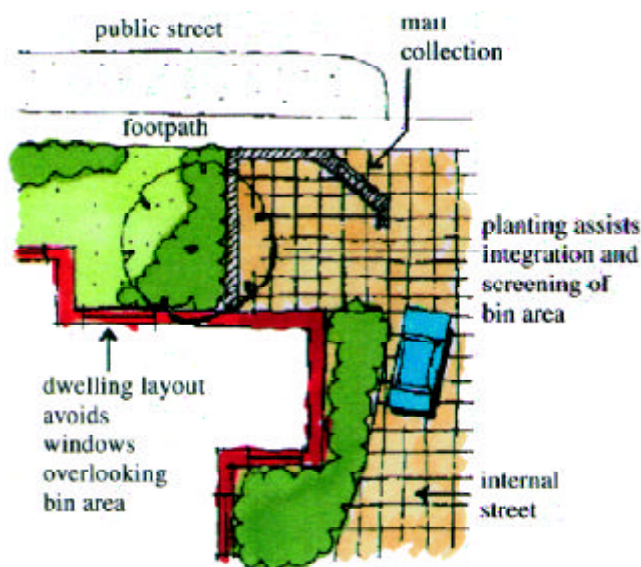 public street
mail
collection
footpath
planting assists
integration and
screening of
bin area
dwelling layout
avoids
windows
overlooking
bin area
internal
street